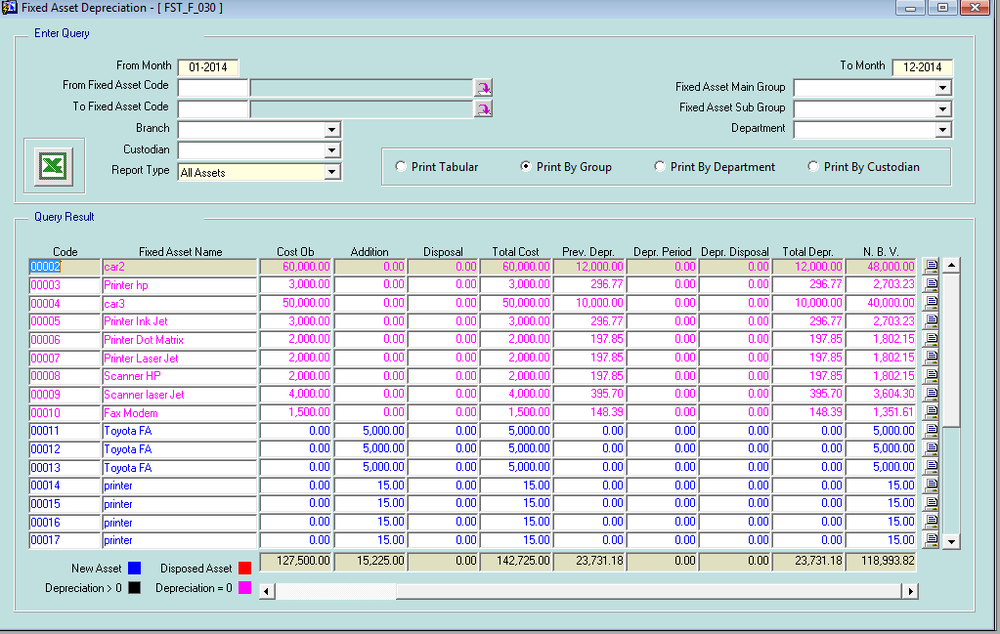 Fixed Asset Depreciation - [ FST_F_030 ]
Enter Query
From Month 01-2014 To Month 12-2014
From Fixed Asset Code Fixed Asset Main Group
To Fixed Asset Code Fixed Asset Sub Group
Branch Department
Custodian
Report Type All Assets
Print Tabular Print By Group Print By Department Print By Custodian
Query Result
Code Fixed Asset Name Cost Ob Addition Disposal Total Cost Prev. Depr. Depr. Period Depr. Disposal Total Depr. N. B. V.
00002 car2 60,000.00 0.00 0.00 60,000.00 12,000.00 0.00 0.00 12,000.00 48,000.00
00003 Printer hp 3,000.00 0.00 0.00 3,000.00 296.77 0.00 0.00 296.77 2,703.23
00004 car3 50,000.00 0.00 0.00 50,000.00 10,000.00 0.00 0.00 10,000.00 40,000.00
00005 Printer Ink Jet 3,000.00 0.00 0.00 3,000.00 296.77 0.00 0.00 296.77 2,703.23
00006 Printer Dot Matrix 2,000.00 0.00 0.00 2,000.00 197.85 0.00 0.00 197.85 1,802.15
00007 Printer Laser Jet 2,000.00 0.00 0.00 2,000.00 197.85 0.00 0.00 197.85 1,802.15
00008 Scanner HP 2,000.00 0.00 0.00 2,000.00 197.85 0.00 0.00 197.85 1,802.15
00009 Scanner laser Jet 4,000.00 0.00 0.00 4,000.00 395.70 0.00 0.00 395.70 3,604.30
00010 Fax Modem 1,500.00 0.00 0.00 1,500.00 148.39 0.00 0.00 148.39 1,351.61
00011 Toyota FA 0.00 5,000.00 0.00 5,000.00 0.00 0.00 0.00 0.00 5,000.00
00012 Toyota FA 0.00 5,000.00 0.00 5,000.00 0.00 0.00 0.00 0.00 5,000.00
00013 Toyota FA 0.00 5,000.00 0.00 5,000.00 0.00 0.00 0.00 0.00 5,000.00
00014 printer 0.00 15.00 0.00 15.00 0.00 0.00 0.00 0.00 15.00
00015 printer 0.00 15.00 0.00 15.00 0.00 0.00 0.00 0.00 15.00
00016 printer 0.00 15.00 0.00 15.00 0.00 0.00 0.00 0.00 15.00
00017 printer 0.00 15.00 0.00 15.00 0.00 0.00 0.00 0.00 15.00
127,500.00 15,225.00 0.00 142,725.00 23,731.18 0.00 0.00 23,731.18 118,993.82
New Asset Disposed Asset
Depreciation > 0 Depreciation = 0